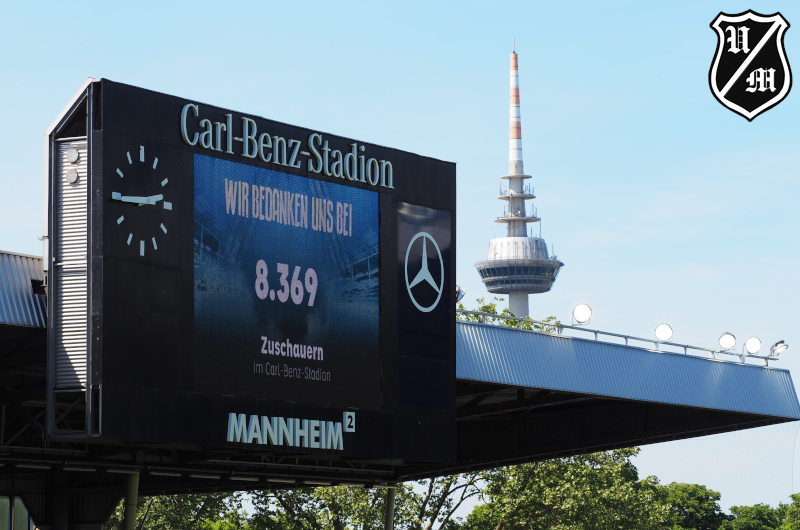 Carl-Benz-Stadion
WIR BEDANKEN UNS BEI
8.369
Zuschauern
im Carl-Benz-Stadion
MANNHEIM²
U
M